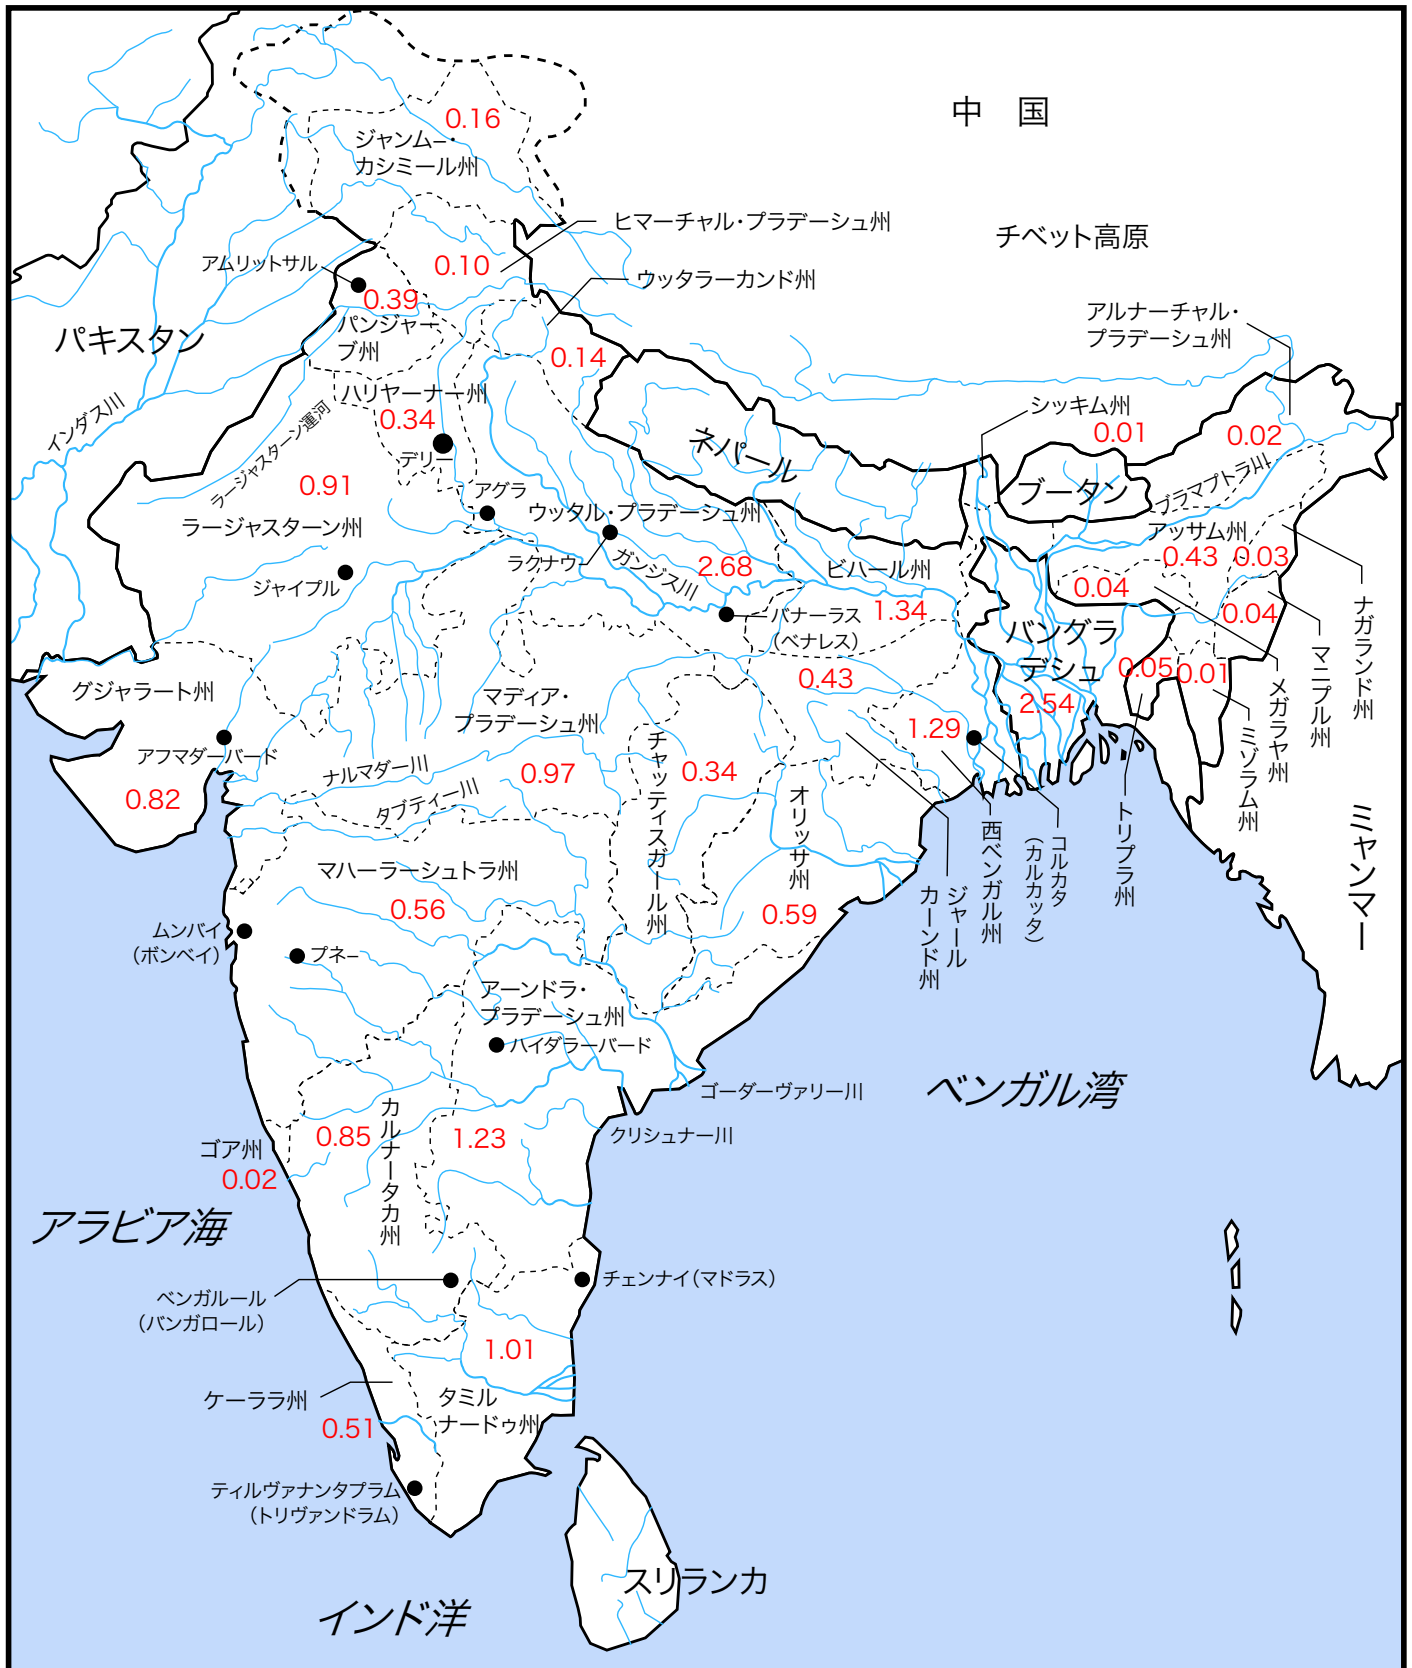 中　国
0.16
ジャンムー・
カシミール州
ヒマーチャル・プラデーシュ州
チベット高原
アムリットサル
0.10
ウッタラーカンド州
0.39
アルナーチャル・
プラデーシュ州
パキスタン
パンジャー
ブ州
0.14
ハリヤーナー州
0.34
インダス川
ラージャスターン運河
シッキム州
0.01
0.02
ネパール
デリー
0.91
ラージャスターン州
アグラ
ウッタル・プラデーシュ州
ブータン
ブラマプトラ川
アッサム州
0.43
0.03
ラクナウ
ガンジス川
2.68
ビハール州
1.34
ジャイプル
0.04
0.04
バナーラス
(ベナレス)
バングラ
デシュ
2.54
ナガランド州
マニプル州
メガラヤ州
ミゾラム州
0.05
0.01
グジャラート州
マディア・
プラデーシュ州
0.43
1.29
アフマダーバード
0.82
ナルマダー川
タプティー川
0.97
チャッティスガール州
0.34
オリッサ州
0.59
トリプラ州
コルカタ
(カルカッタ)
西ベンガル州
ジャール
カーンド州
ミャンマー
マハーラーシュトラ州
0.56
ムンバイ
(ボンベイ)
プネー
アーンドラ・
プラデーシュ州
ハイダラーバード
ゴーダーヴァリー川
ベンガル湾
カルナータカ州
0.85
1.23
クリシュナー川
ゴア州
0.02
アラビア海
ベンガルール
(バンガロール)
チェンナイ(マドラス)
1.01
ケーララ州
0.51
タミル
ナードゥ州
ティルヴァナンタプラム
(トリヴァンドラム)
スリランカ
インド洋